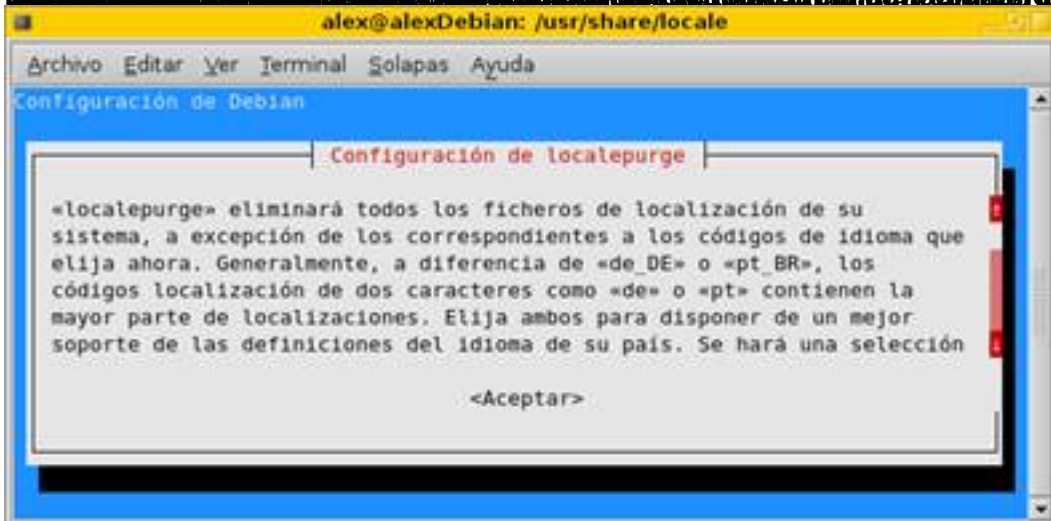 alex@alexDebian: /usr/share/locale
Archivo Editar Ver Terminal Solapas Ayuda
Configuración de Debian
Configuración de localepurge
«localepurge» eliminará todos los ficheros de localización de su
sistema, a excepción de los correspondientes a los códigos de idioma que
elija ahora. Generalmente, a diferencia de «de_DE» o «pt_BR», los
códigos localización de dos caracteres como «de» o «pt» contienen la
mayor parte de localizaciones. Elija ambos para disponer de un mejor
soporte de las definiciones del idioma de su país. Se hará una selección
<Aceptar>